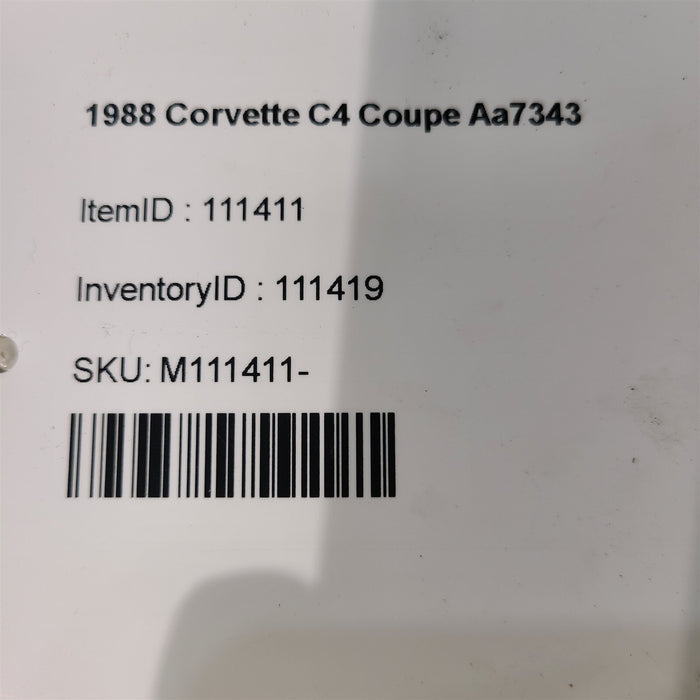 1988 Corvette C4 Coupe Aa7343
ItemID : 111411
InventoryID : 111419
SKU: M111411-